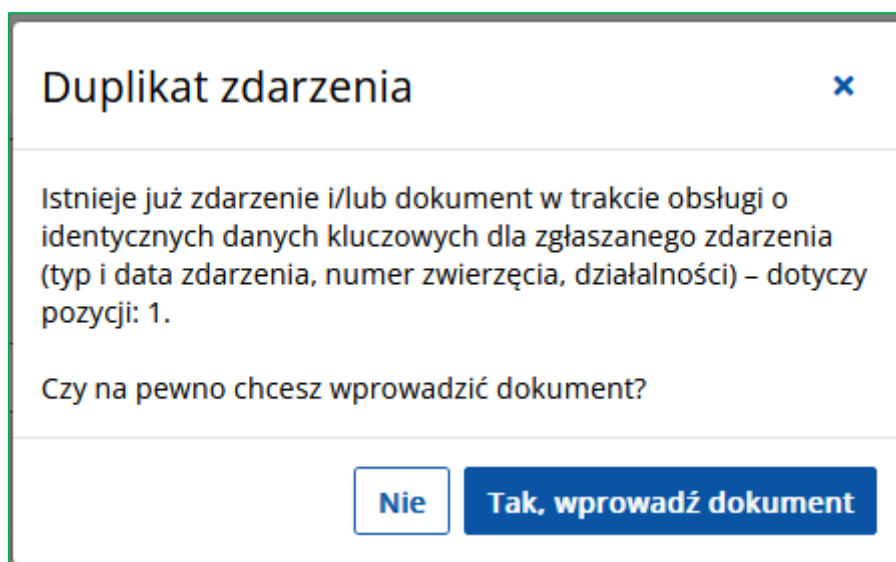 Duplikat zdarzenia
Istnieje już zdarzenie i/lub dokument w trakcie obsługi o
identycznych danych kluczowych dla zgłaszanego zdarzenia
(typ i data zdarzenia, numer zwierzęcia, działalności) – dotyczy
pozycji: 1.
Czy na pewno chcesz wprowadzić dokument?
Nie
Tak, wprowadź dokument